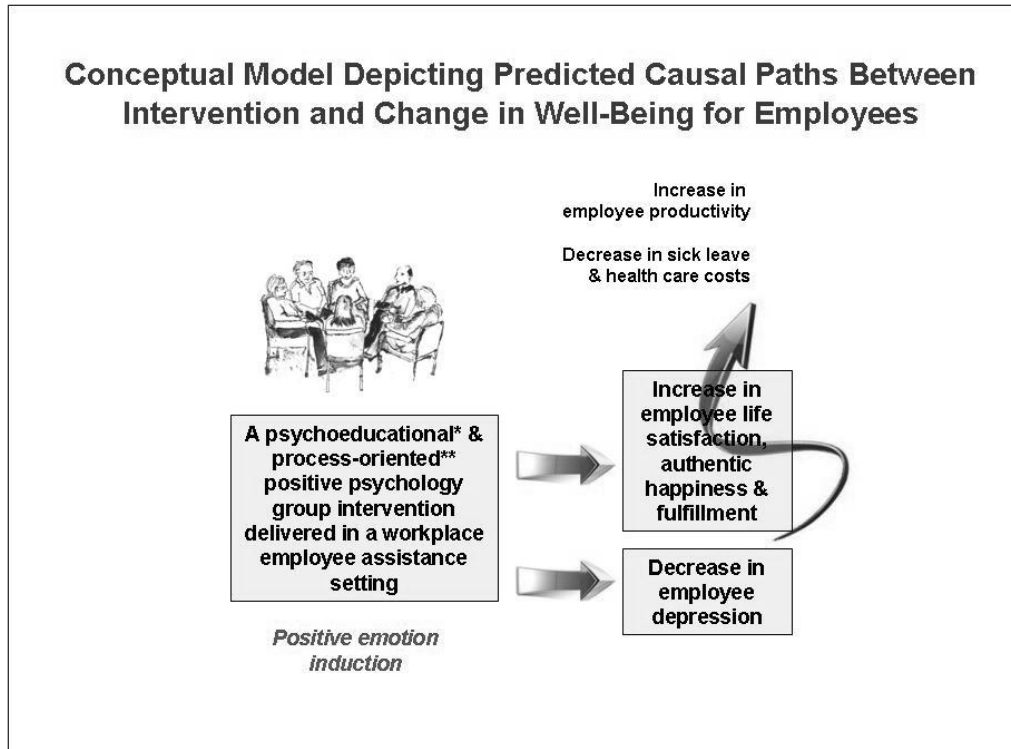 Conceptual Model Depicting Predicted Causal Paths Between
Intervention and Change in Well-Being for Employees
Increase in
employee productivity
Decrease in sick leave
& health care costs
A psychoeducational* &
process-oriented**
positive psychology
group intervention
delivered in a workplace
employee assistance
setting
Positive emotion
induction
Increase in
employee life
satisfaction,
authentic
happiness &
fulfillment
Decrease in
employee
depression